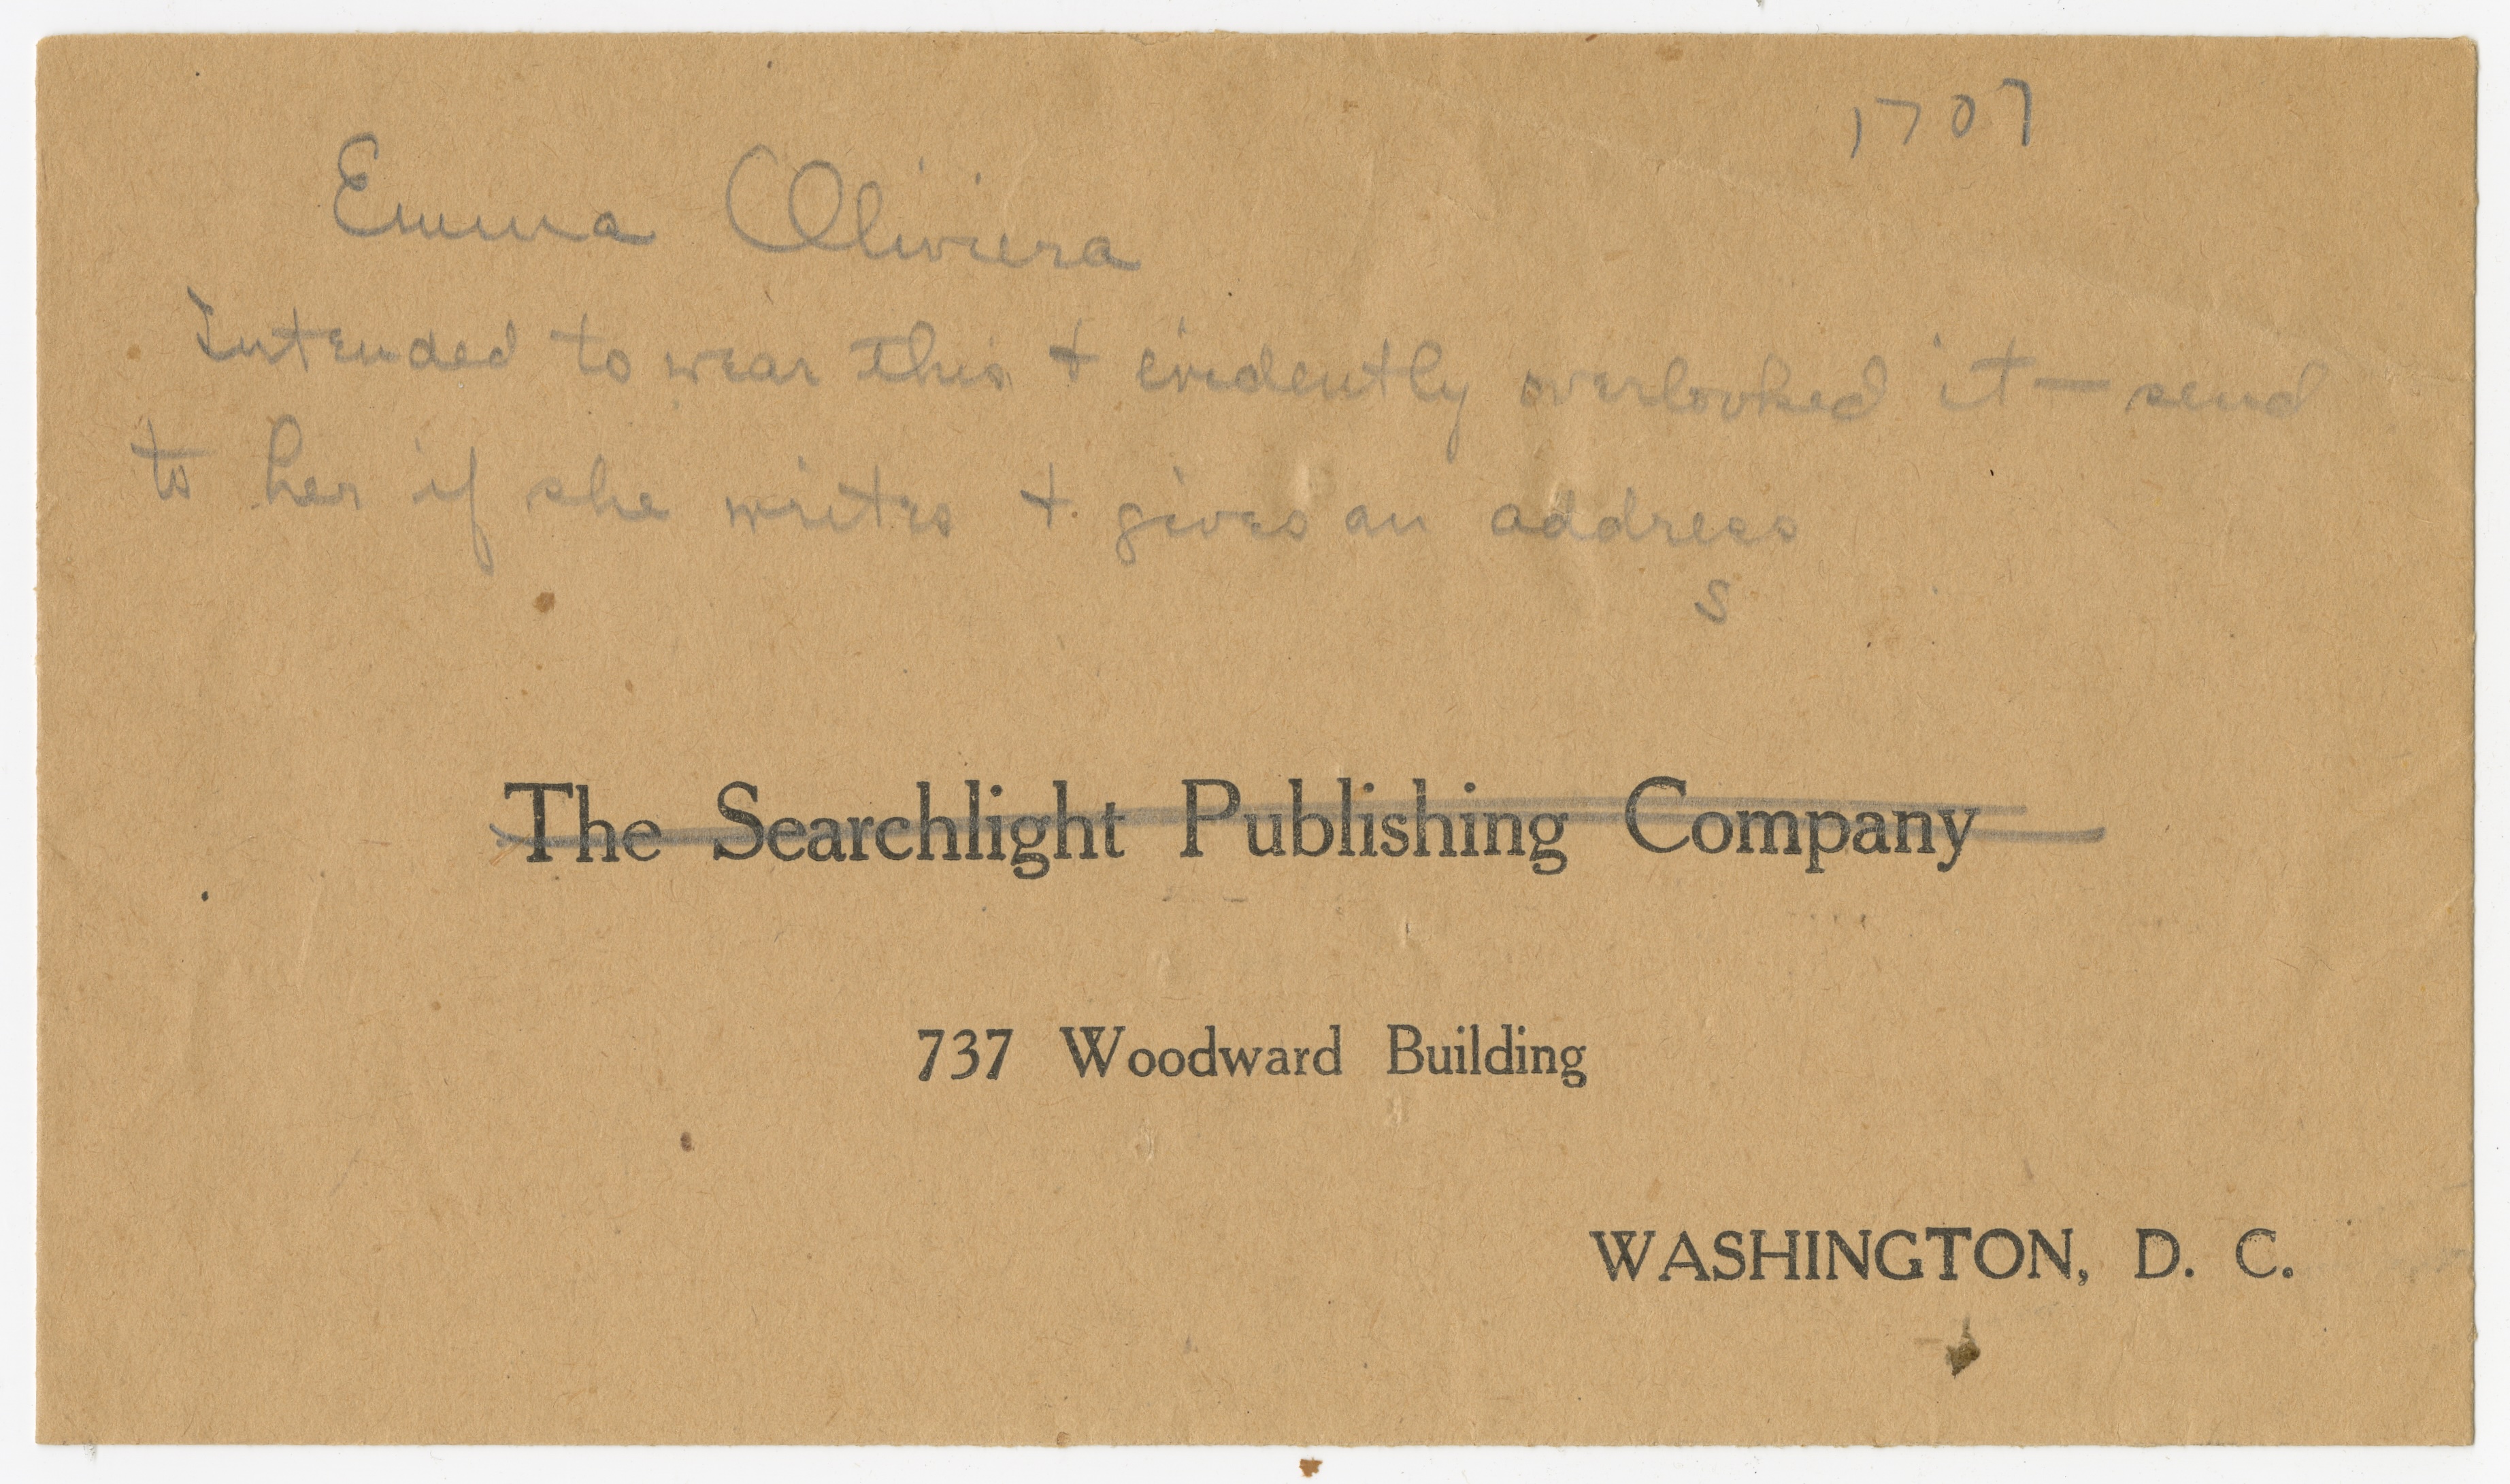 1707
Emma Oliviera
Intended to wear this + evidently overlooked it — send
to her if she writes + gives an address
S
The Searchlight Publishing Company
737 Woodward Building
WASHINGTON, D. C.